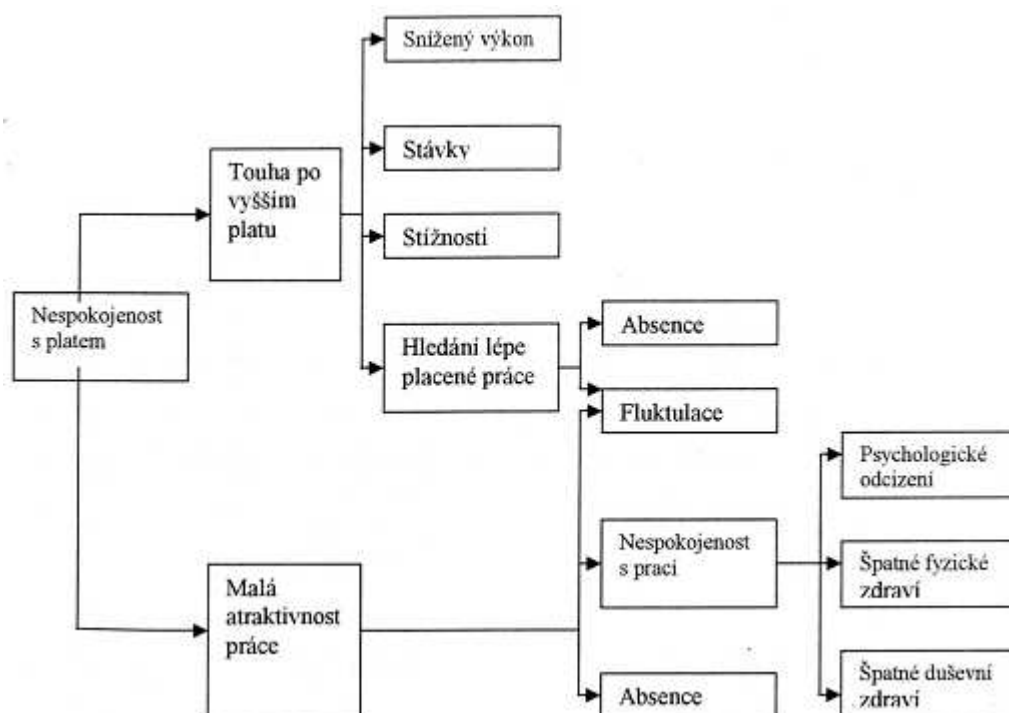 Snížený výkon
Stávky
Touha po
vyšším
platu
Stížnosti
Nespokojenost
s platem
Hledání lépe
placené práce
Absence
Fluktulace
Psychologické
odcizení
Nespokojenost
s prací
Špatné fyzické
zdraví
Malá
atraktivnost
práce
Absence
Špatné duševní
zdraví